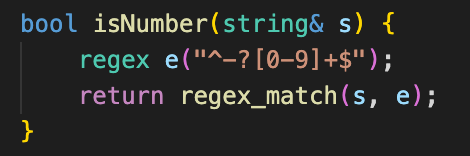 bool isNumber(string& s) {
    regex e("^-?[0-9]+$");
    return regex_match(s, e);
}